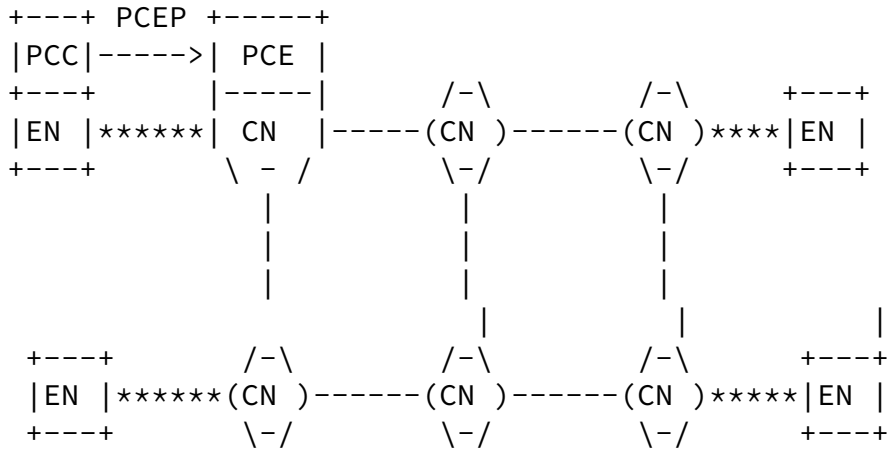 +---+ PCEP +-----+
|PCC|----->| PCE |
+---+      |-----|      /-\       /-\     +---+
|EN |******| CN  |-----(CN )------(CN )****|EN |
+---+       \ - /       \-/       \-/     +---+
              |          |         |
              |          |         |
              |          |         |
                          |         |         |
 +---+       /-\       /-\       /-\      +---+
 |EN |******(CN )------(CN )------(CN )*****|EN |
 +---+       \-/       \-/       \-/      +---+